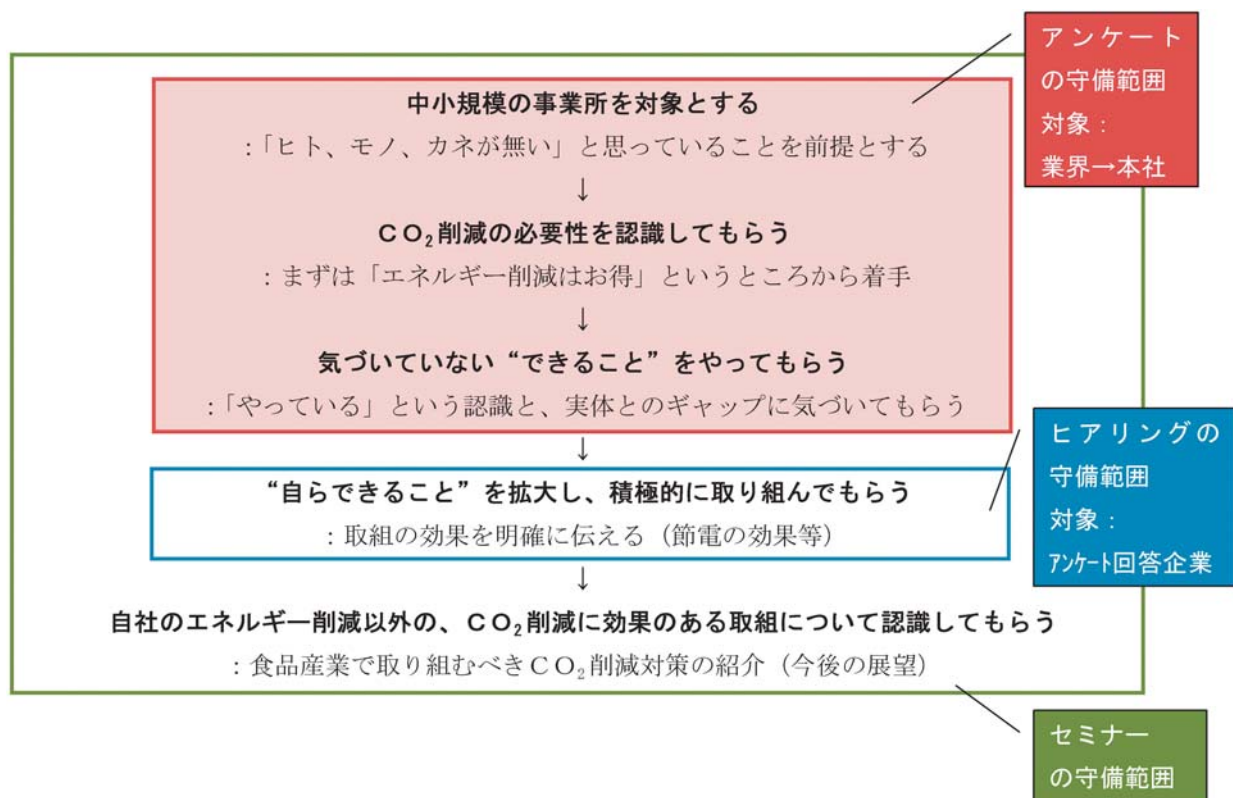 アンケート
の守備範囲
対象：
業界→本社
中小規模の事業所を対象とする
：「ヒト、モノ、カネが無い」と思っていることを前提とする
↓
ＣＯ₂削減の必要性を認識してもらう
：まずは「エネルギー削減はお得」というところから着手
↓
気づいていない“できること”をやってもらう
：「やっている」という認識と、実体とのギャップに気づいてもらう
↓
ヒアリングの
守備範囲
対象：
ｱﾝｹｰﾄ回答企業
“自らできること”を拡大し、積極的に取り組んでもらう
：取組の効果を明確に伝える（節電の効果等）
↓
自社のエネルギー削減以外の、ＣＯ₂削減に効果のある取組について認識してもらう
：食品産業で取り組むべきＣＯ₂削減対策の紹介（今後の展望）
セミナー
の守備範囲